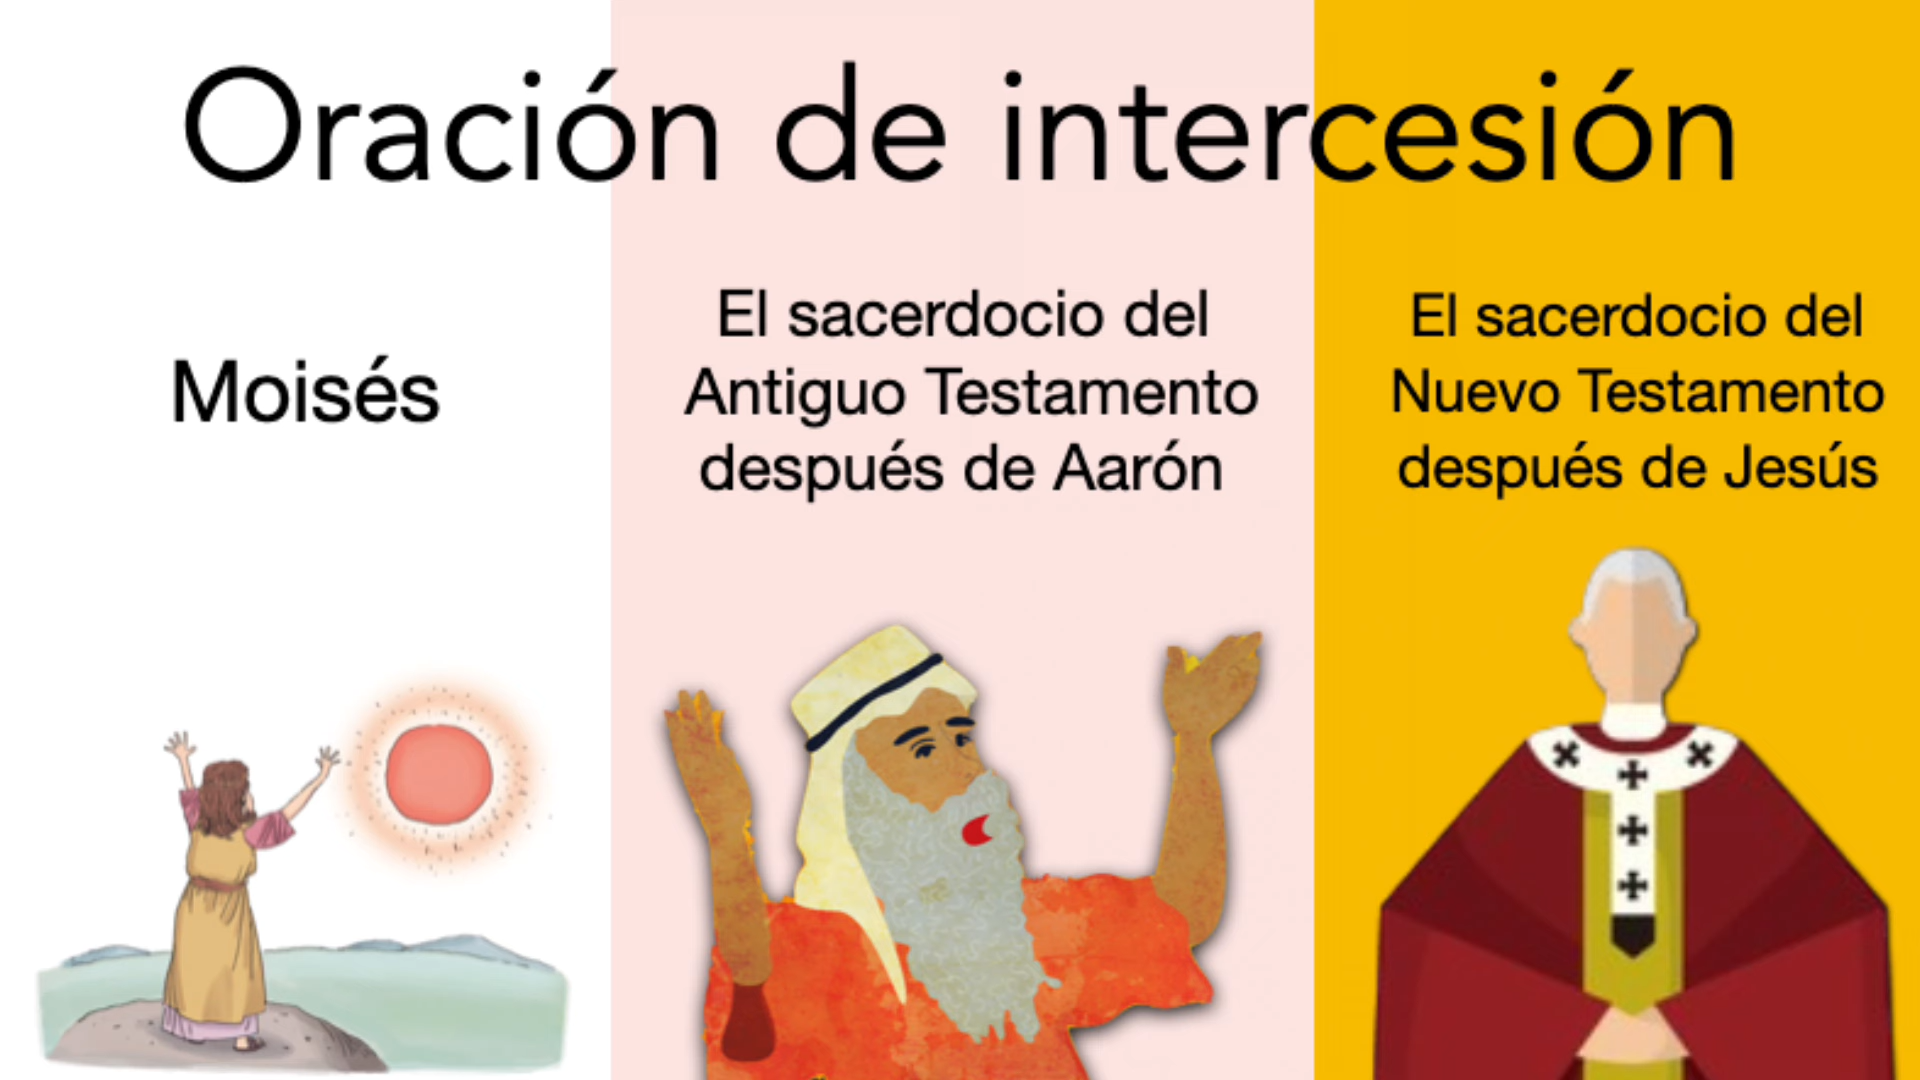 Oración de intercesión
Moisés
El sacerdocio del
Antiguo Testamento
después de Aarón
El sacerdocio del
Nuevo Testamento
después de Jesús